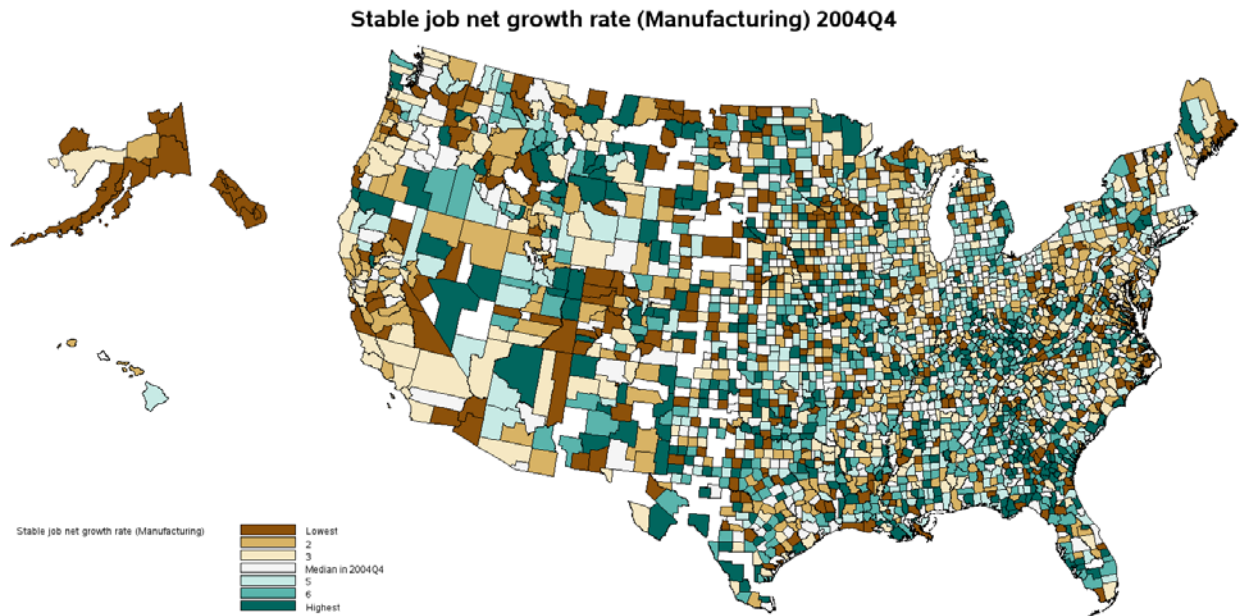 Stable job net growth rate (Manufacturing) 2004Q4
Stable job net growth rate (Manufacturing)
Lowest
2
3
Median in 2004Q4
5
6
Highest